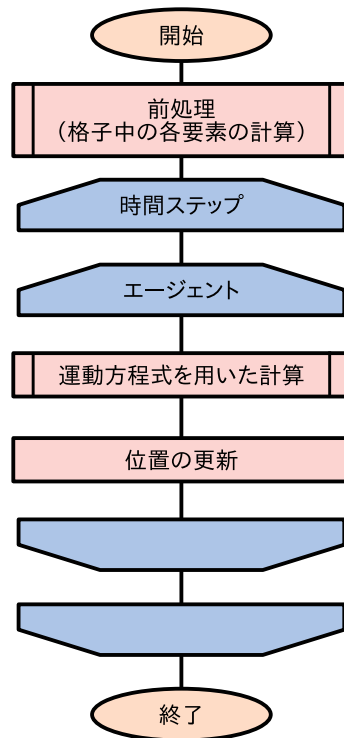 開始
前処理
（格子中の各要素の計算）
時間ステップ
エージェント
運動方程式を用いた計算
位置の更新
終了